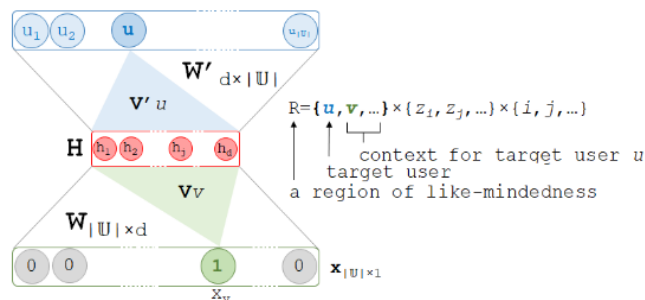 u₁ u₂ u u|𝕌|
W' d×|𝕌|
V' u
R={u,v,…}×{z₁,zⱼ,…}×{i,j,…}
H h₁ h₂ hⱼ h_d
context for target user u
target user
a region of like-mindedness
Vv
W|𝕌|×d
0 0 1 0 x|𝕌|×1
xᵥ